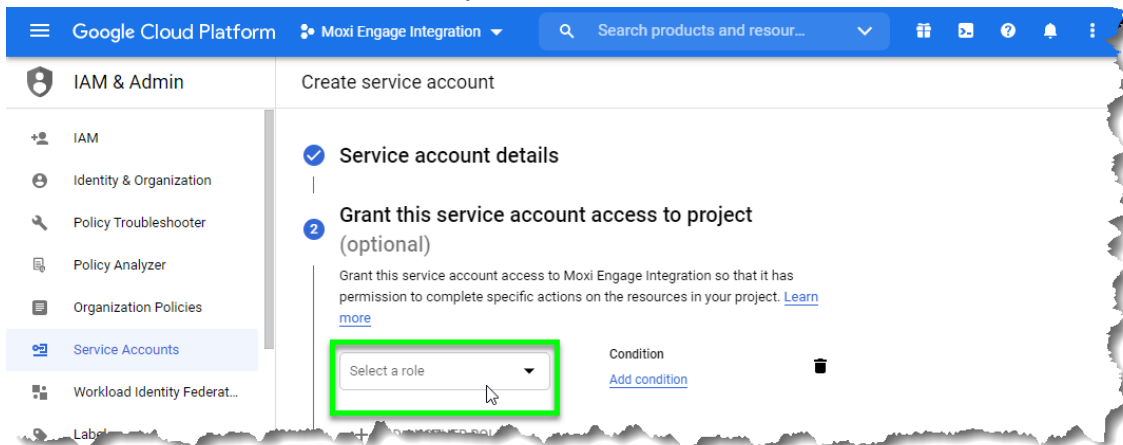 Google Cloud Platform
Moxi Engage Integration
Search products and resour...
IAM & Admin
Create service account
IAM
Identity & Organization
Policy Troubleshooter
Policy Analyzer
Organization Policies
Service Accounts
Workload Identity Federat...
Service account details
2
Grant this service account access to project
(optional)
Grant this service account access to Moxi Engage Integration so that it has
permission to complete specific actions on the resources in your project. Learn
more
Select a role
Condition
Add condition